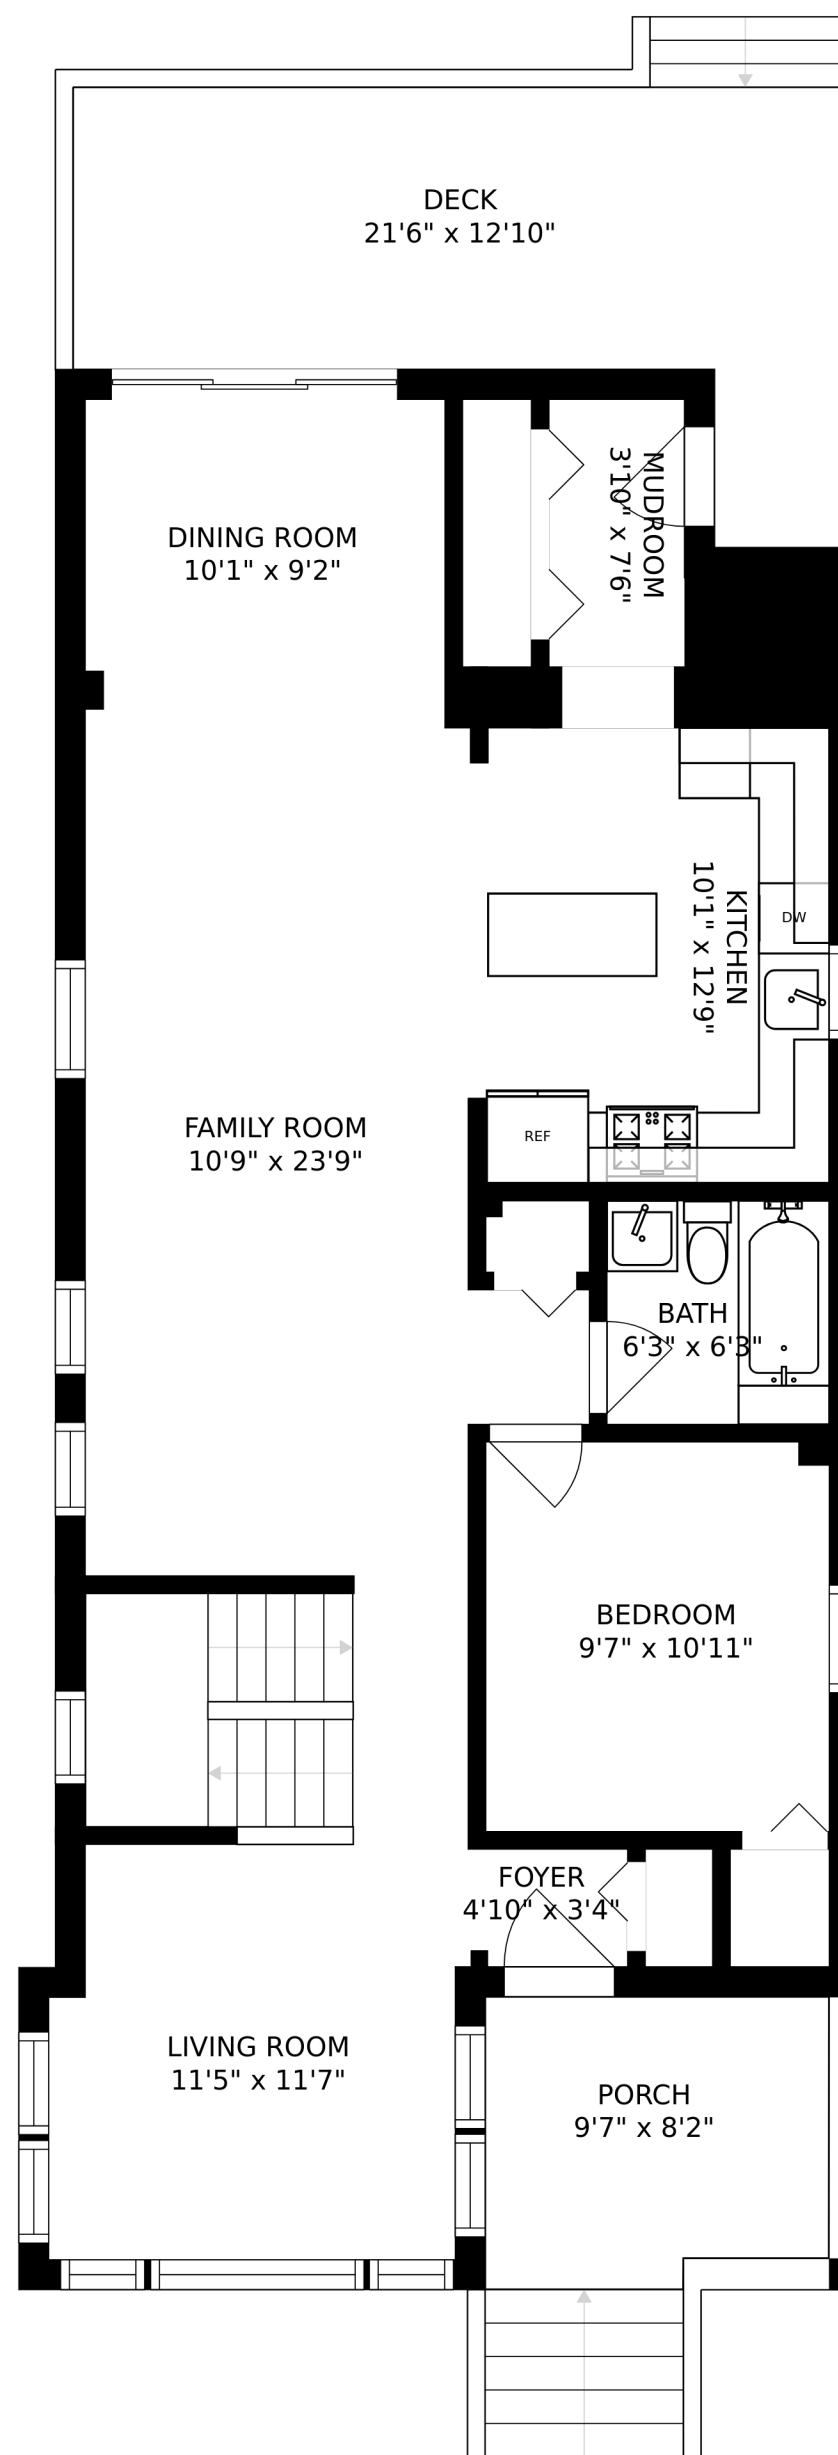 DECK
21'6" x 12'10"
DINING ROOM
10'1" x 9'2"
MUDROOM
3'10" x 7'6"
KITCHEN
10'1" x 12'9"
DW
FAMILY ROOM
10'9" x 23'9"
REF
BATH
6'3" x 6'3"
BEDROOM
9'7" x 10'11"
FOYER
4'10" x 3'4"
LIVING ROOM
11'5" x 11'7"
PORCH
9'7" x 8'2"